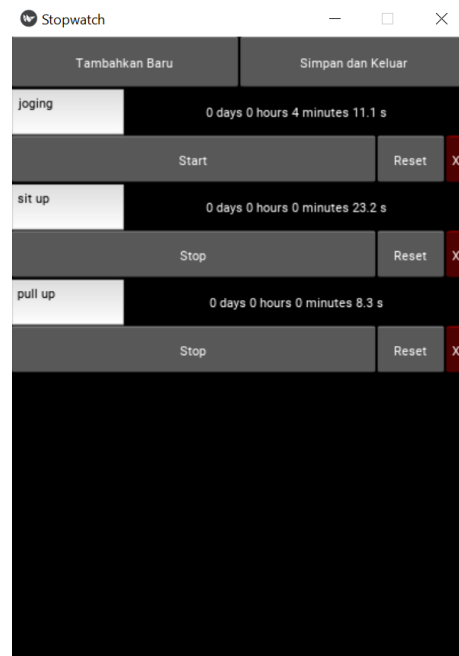 Stopwatch
Tambahkan Baru Simpan dan Keluar
joging 0 days 0 hours 4 minutes 11.1 s
Start Reset X
sit up 0 days 0 hours 0 minutes 23.2 s
Stop Reset X
pull up 0 days 0 hours 0 minutes 8.3 s
Stop Reset X